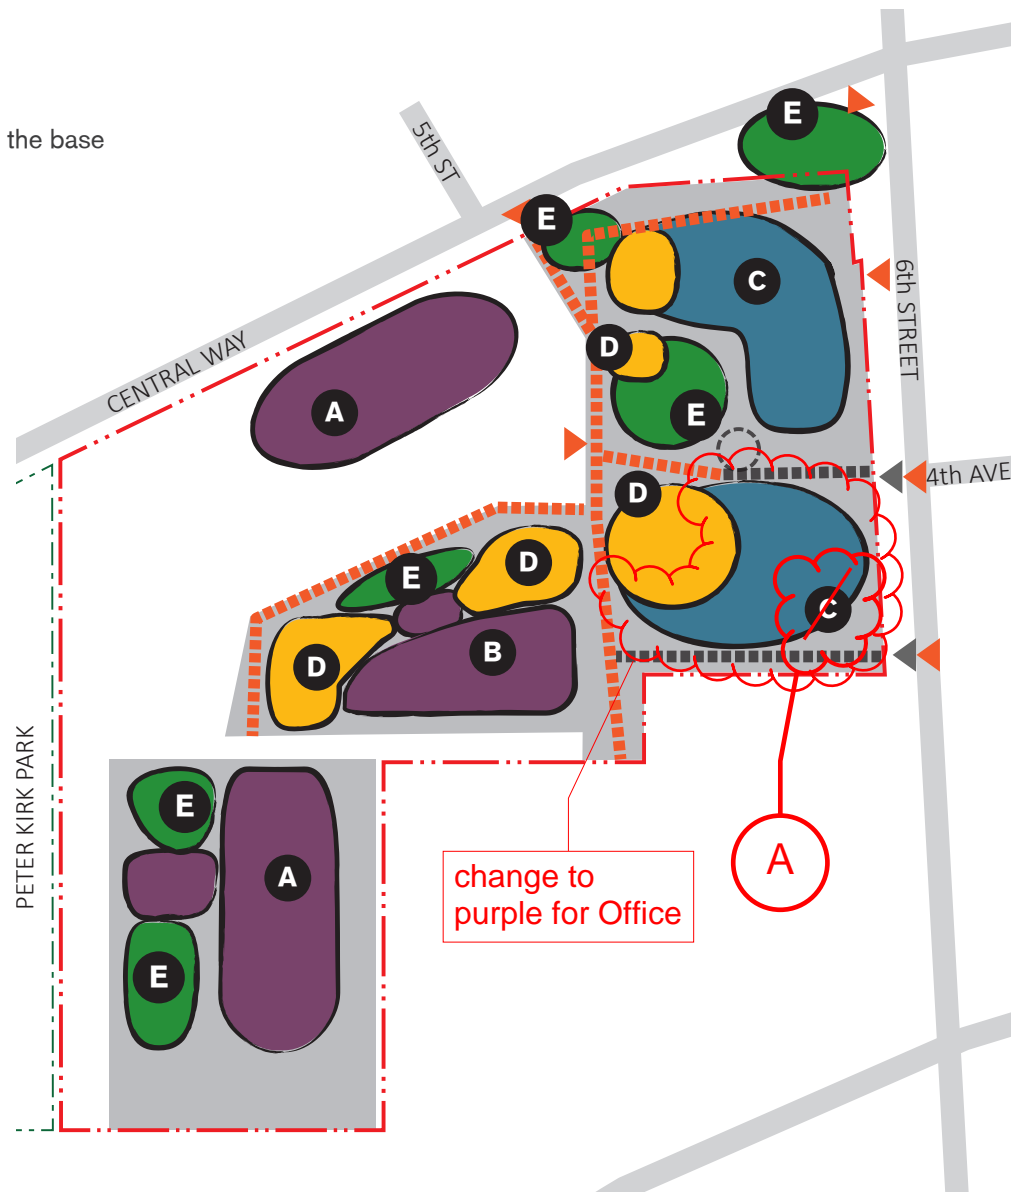 the base
5th ST
E
E
C
6th STREET
CENTRAL WAY
A
D
E
4th AVE
D
E
D
C
B
D
PETER KIRK PARK
E
A
E
change to
purple for Office
A